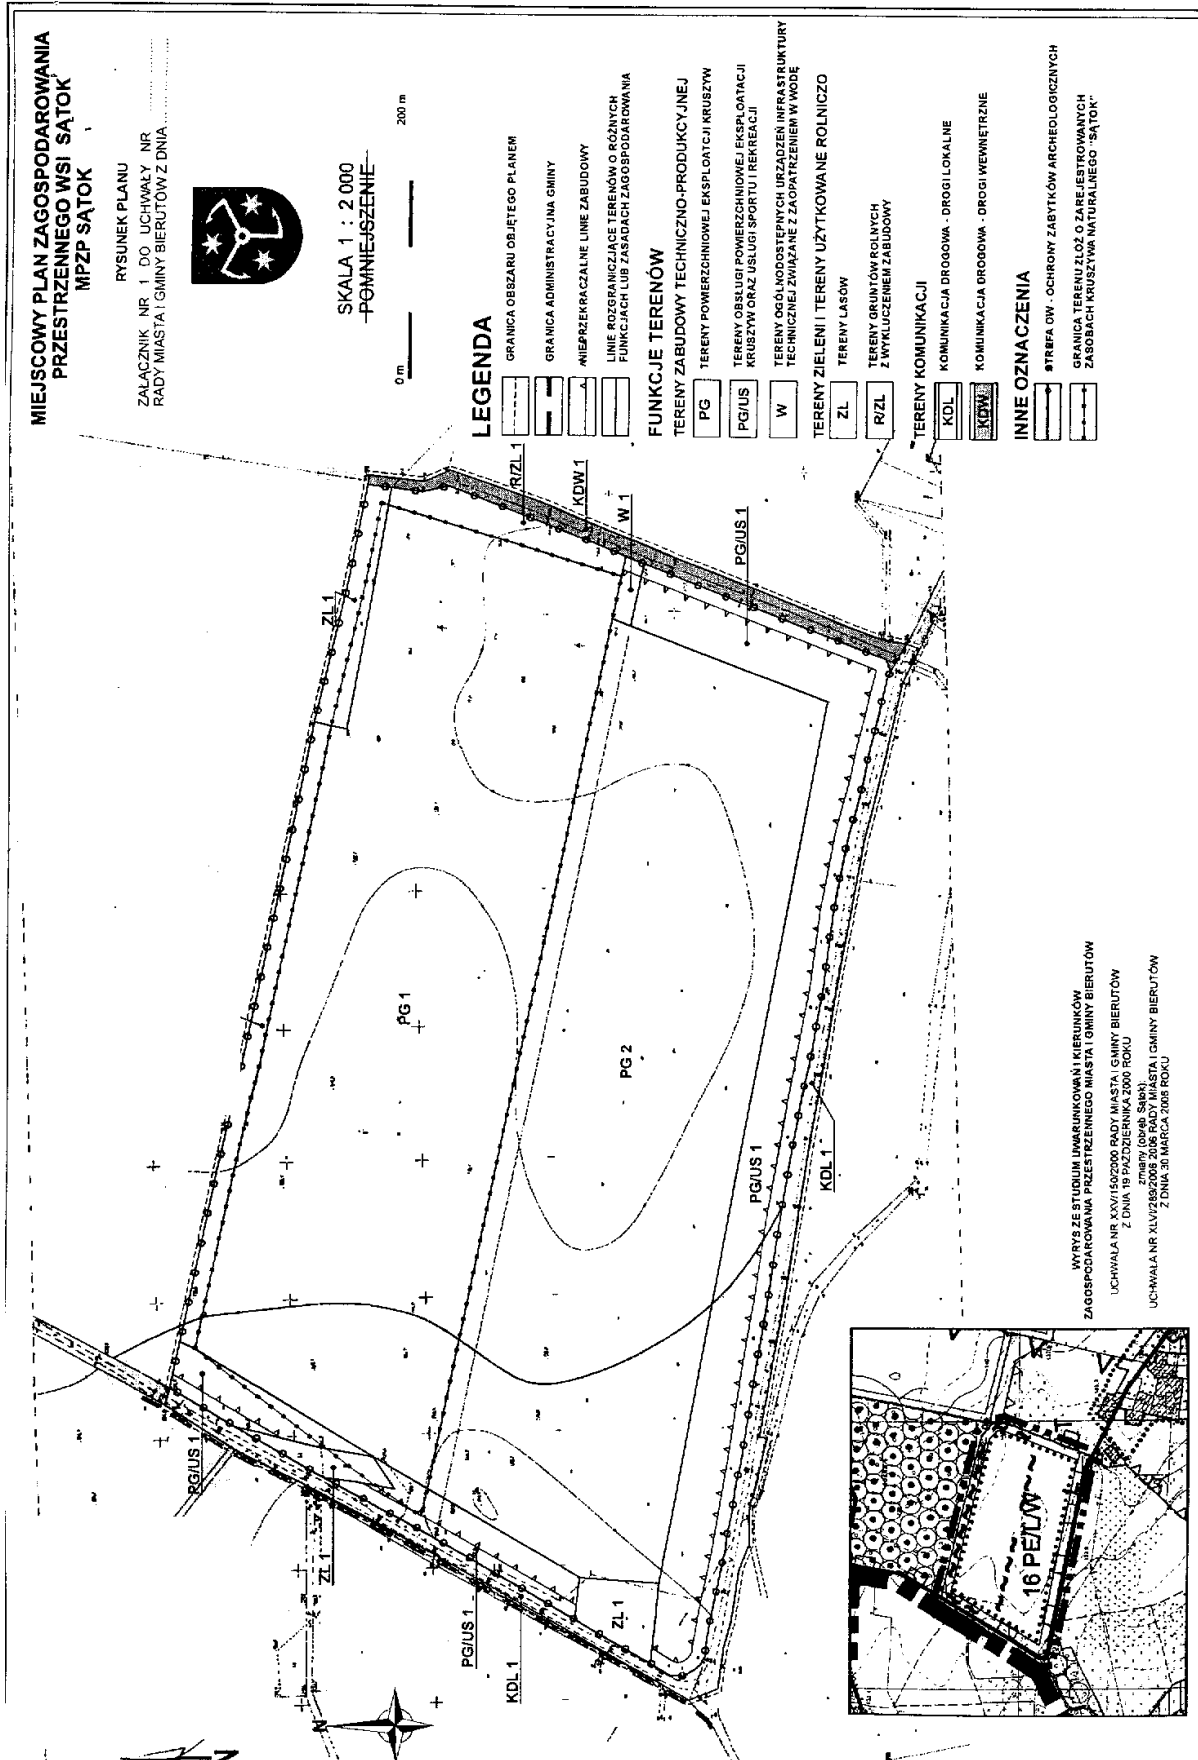 MIEJSCOWY PLAN ZAGOSPODAROWANIA
PRZESTRZENNEGO WSI SĄTOK
MPZP SĄTOK
RYSUNEK PLANU
ZAŁĄCZNIK NR 1 DO UCHWAŁY NR
RADY MIASTA I GMINY BIERUTÓW Z DNIA
SKALA 1 : 2 000
POMNIEJSZENIE
0 m
200 m
LEGENDA
GRANICA OBSZARU OBJĘTEGO PLANEM
GRANICA ADMINISTRACYJNA GMINY
NIEPRZEKRACZALNE LINIE ZABUDOWY
LINIE ROZGRANICZAJĄCE TERENÓW O RÓŻNYCH
FUNKCJACH LUB ZASADACH ZAGOSPODAROWANIA
FUNKCJE TERENÓW
TERENY ZABUDOWY TECHNICZNO-PRODUKCYJNEJ
PG
TERENY POWIERZCHNIOWEJ EKSPLOATCJI KRUSZYW
PG/US
TERENY OBSŁUGI POWIERZCHNIOWEJ EKSPLOATACJI
KRUSZYW ORAZ USŁUGI SPORTU I REKREACJI
W
TERENY OGÓLNODOSTĘPNYCH URZĄDZEŃ INFRASTRUKTURY
TECHNICZNEJ ZWIĄZANE Z ZAOPATRZENIEM W WODĘ
TERENY ZIELENI I TERENY UŻYTKOWANE ROLNICZO
ZL
TERENY LASÓW
R/ZL
TERENY GRUNTÓW ROLNYCH
Z WYKLUCZENIEM ZABUDOWY
TERENY KOMUNIKACJI
KDL
KOMUNIKACJA DROGOWA - DROGI LOKALNE
KDW
KOMUNIKACJA DROGOWA - DROGI WEWNĘTRZNE
INNE OZNACZENIA
STREFA OW - OCHRONY ZABYTKÓW ARCHEOLOGICZNYCH
GRANICA TERENU ZŁÓŻ O ZAREJESTROWANYCH
ZASOBACH KRUSZYWA NATURALNEGO "SĄTOK"
ZL 1
R/ZL 1
KDW 1
W 1
PG/US 1
PG 1
PG 2
PG/US 1
KDL 1
PG/US 1
ZL 1
PG/US 1
KDL 1
ZL 1
N
WYRYS ZE STUDIUM UWARUNKOWAŃ I KIERUNKÓW
ZAGOSPODAROWANIA PRZESTRZENNEGO MIASTA I GMINY BIERUTÓW
UCHWAŁA NR XXV/150/2000 RADY MIASTA I GMINY BIERUTÓW
Z DNIA 19 PAŹDZIERNIKA 2000 ROKU
zmiany (obręb Sątok):
UCHWAŁA NR XLVI/289/2006 2006 RADY MIASTA I GMINY BIERUTÓW
Z DNIA 30 MARCA 2006 ROKU
16 PE/L/W